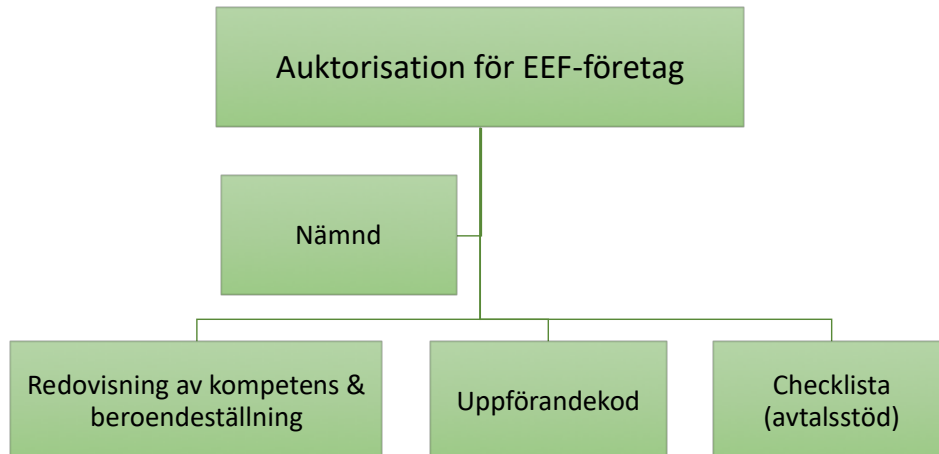 Auktorisation för EEF-företag
Nämnd
Redovisning av kompetens &
beroendeställning
Uppförandekod
Checklista
(avtalsstöd)